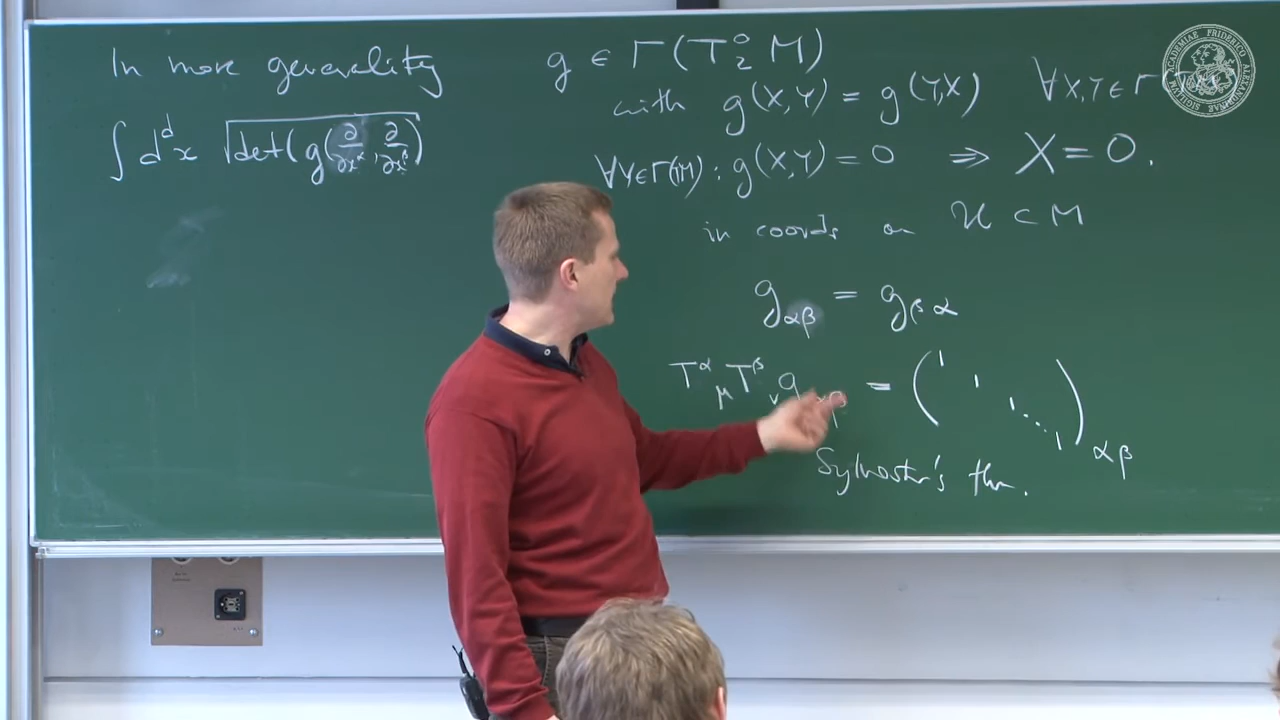 In more generality
∫ d^d x √det(g(∂/∂x^α, ∂/∂x^β))
g ∈ Γ(T^0_2 M)
with g(X,Y) = g(Y,X) ∀X,Y∈Γ(TM)
∀Y∈Γ(TM): g(X,Y) = 0 ⇒ X = 0.
in coords on U ⊂ M
g_αβ = g_βα
T^α_μ T^β_ν g_αβ = (1 1 1 ... 1)_αβ
Sylvester's thm.